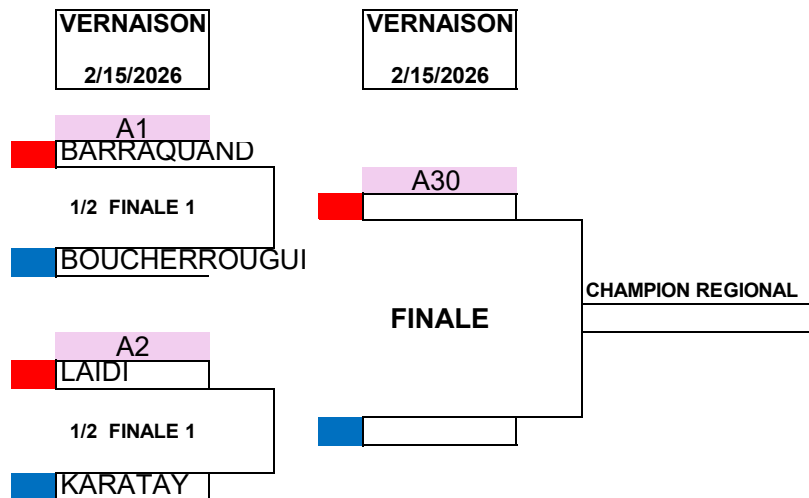 VERNAISON
2/15/2026
VERNAISON
2/15/2026
A1
BARRAQUAND
1/2 FINALE 1
BOUCHERROUGUI
A2
LAIDI
1/2 FINALE 1
KARATAY
A30
FINALE
CHAMPION REGIONAL